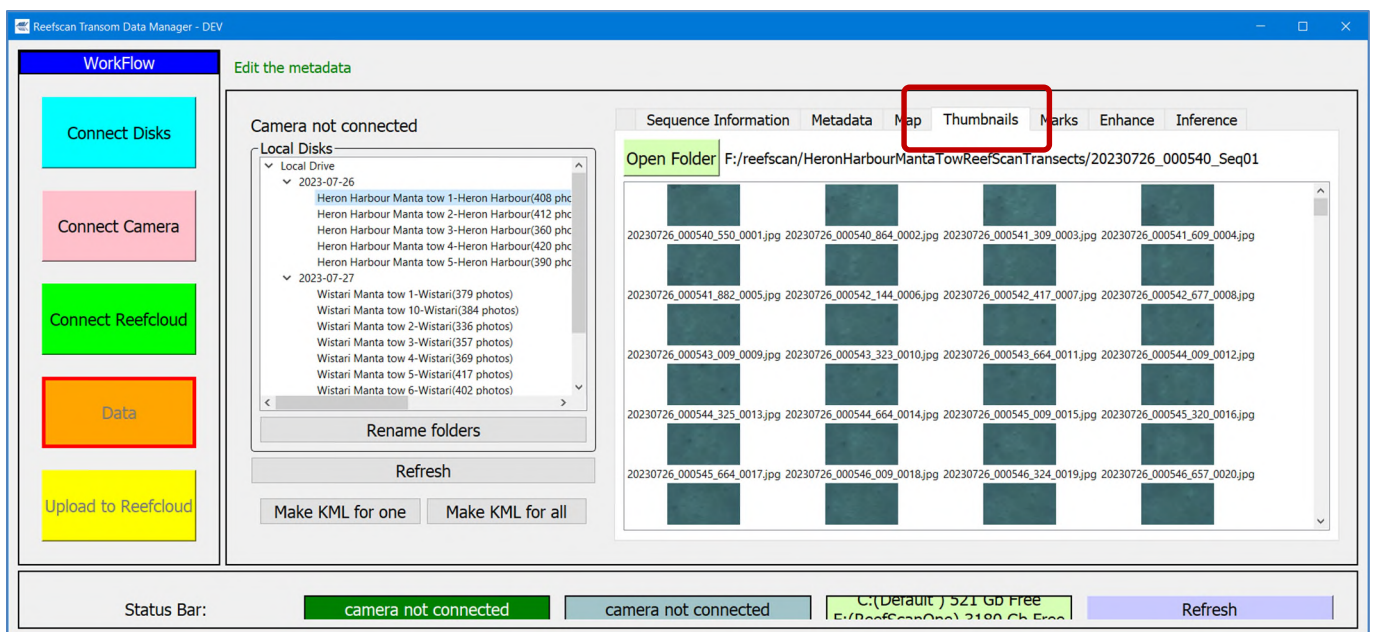 Reefscan Transom Data Manager - DEV
WorkFlow
Connect Disks
Connect Camera
Connect Reefcloud
Data
Upload to Reefcloud
Edit the metadata
Camera not connected
Local Disks
Local Drive
2023-07-26
Heron Harbour Manta tow 1-Heron Harbour(408 phc
Heron Harbour Manta tow 2-Heron Harbour(412 phc
Heron Harbour Manta tow 3-Heron Harbour(360 phc
Heron Harbour Manta tow 4-Heron Harbour(420 phc
Heron Harbour Manta tow 5-Heron Harbour(390 phc
2023-07-27
Wistari Manta tow 1-Wistari(379 photos)
Wistari Manta tow 10-Wistari(384 photos)
Wistari Manta tow 2-Wistari(336 photos)
Wistari Manta tow 3-Wistari(357 photos)
Wistari Manta tow 4-Wistari(369 photos)
Wistari Manta tow 5-Wistari(417 photos)
Wistari Manta tow 6-Wistari(402 photos)
Rename folders
Refresh
Make KML for one Make KML for all
Sequence Information Metadata Map Thumbnails Marks Enhance Inference
Open Folder F:/reefscan/HeronHarbourMantaTowReefScanTransects/20230726_000540_Seq01
20230726_000540_550_0001.jpg 20230726_000540_864_0002.jpg 20230726_000541_309_0003.jpg 20230726_000541_609_0004.jpg
20230726_000541_882_0005.jpg 20230726_000542_144_0006.jpg 20230726_000542_417_0007.jpg 20230726_000542_677_0008.jpg
20230726_000543_009_0009.jpg 20230726_000543_323_0010.jpg 20230726_000543_664_0011.jpg 20230726_000544_009_0012.jpg
20230726_000544_325_0013.jpg 20230726_000544_664_0014.jpg 20230726_000545_009_0015.jpg 20230726_000545_320_0016.jpg
20230726_000545_664_0017.jpg 20230726_000546_009_0018.jpg 20230726_000546_324_0019.jpg 20230726_000546_657_0020.jpg
Status Bar:
camera not connected
camera not connected
C:(Default ) 521 Gb Free
F:(ReefScanOne) 3180 Gb Free
Refresh